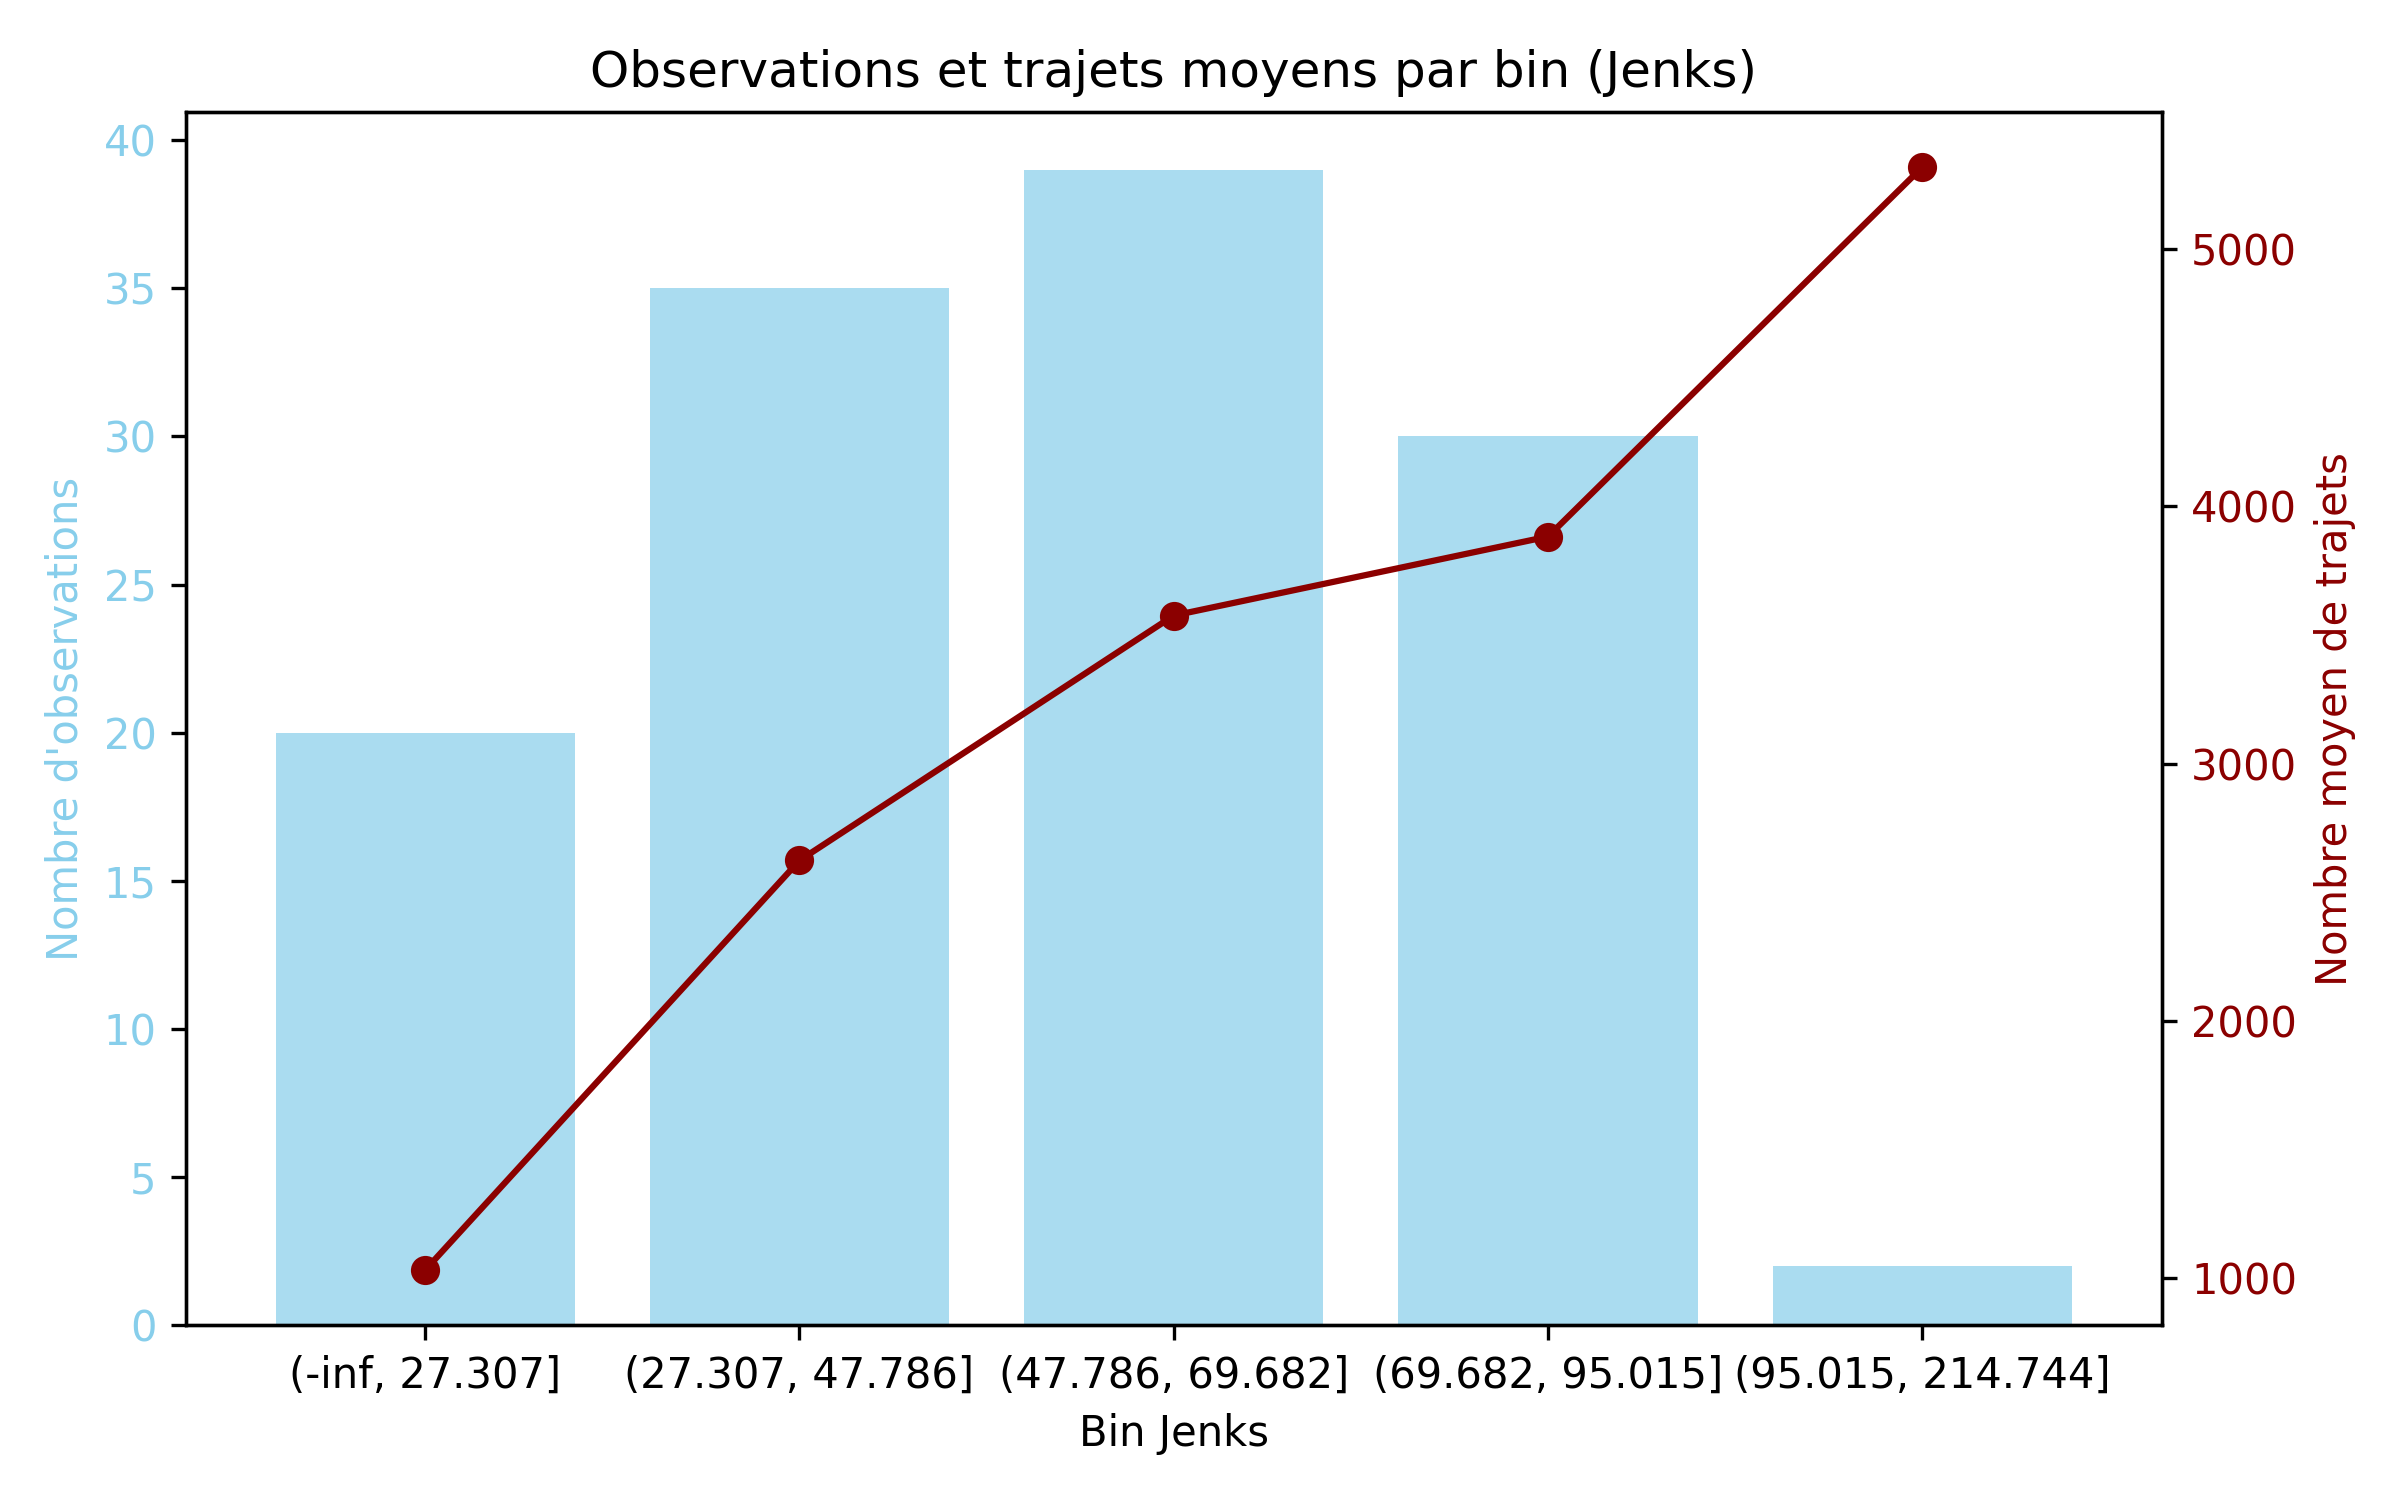 Observations et trajets moyens par bin (Jenks)
Nombre d'observations
40
35
30
25
20
15
10
5
0
5000
4000
3000
2000
1000
Nombre moyen de trajets
(-inf, 27.307] (27.307, 47.786] (47.786, 69.682] (69.682, 95.015] (95.015, 214.744]
Bin Jenks